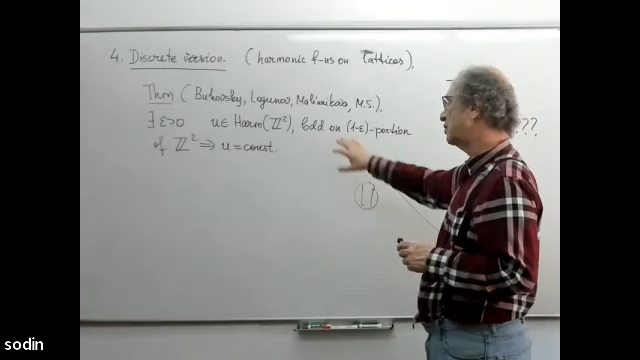 4. Discrete version. (harmonic f-ns on Lattices).
Thm (Buhovsky, Logunov, Malinnikova, M.S.).
∃ ε>0 u∈Harm(ℤ²), bdd on (1-ε)-portion
of ℤ² ⟹ u=const.
???
sodin